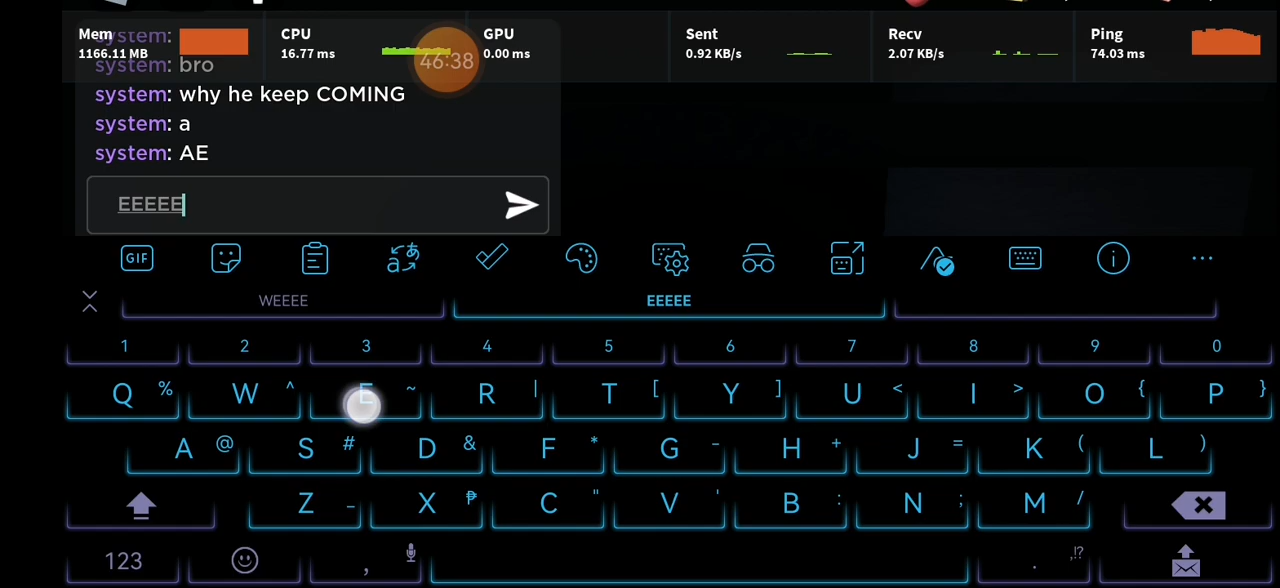 Mem
1166.11 MB
CPU
16.77 ms
GPU
0.00 ms
Sent
0.92 KB/s
Recv
2.07 KB/s
Ping
74.03 ms
46:38
system:
system: bro
system: why he keep COMING
system: a
system: AE
EEEEE
GIF
a あ
WEEEE
EEEEE
1 2 3 4 5 6 7 8 9 0
Q % W ^ E ~ R | T [ Y ] U < I > O { P }
A @ S # D & F * G - H + J = K ( L )
Z _ X ₱ C " V ' B : N ; M /
123 , . ,!?